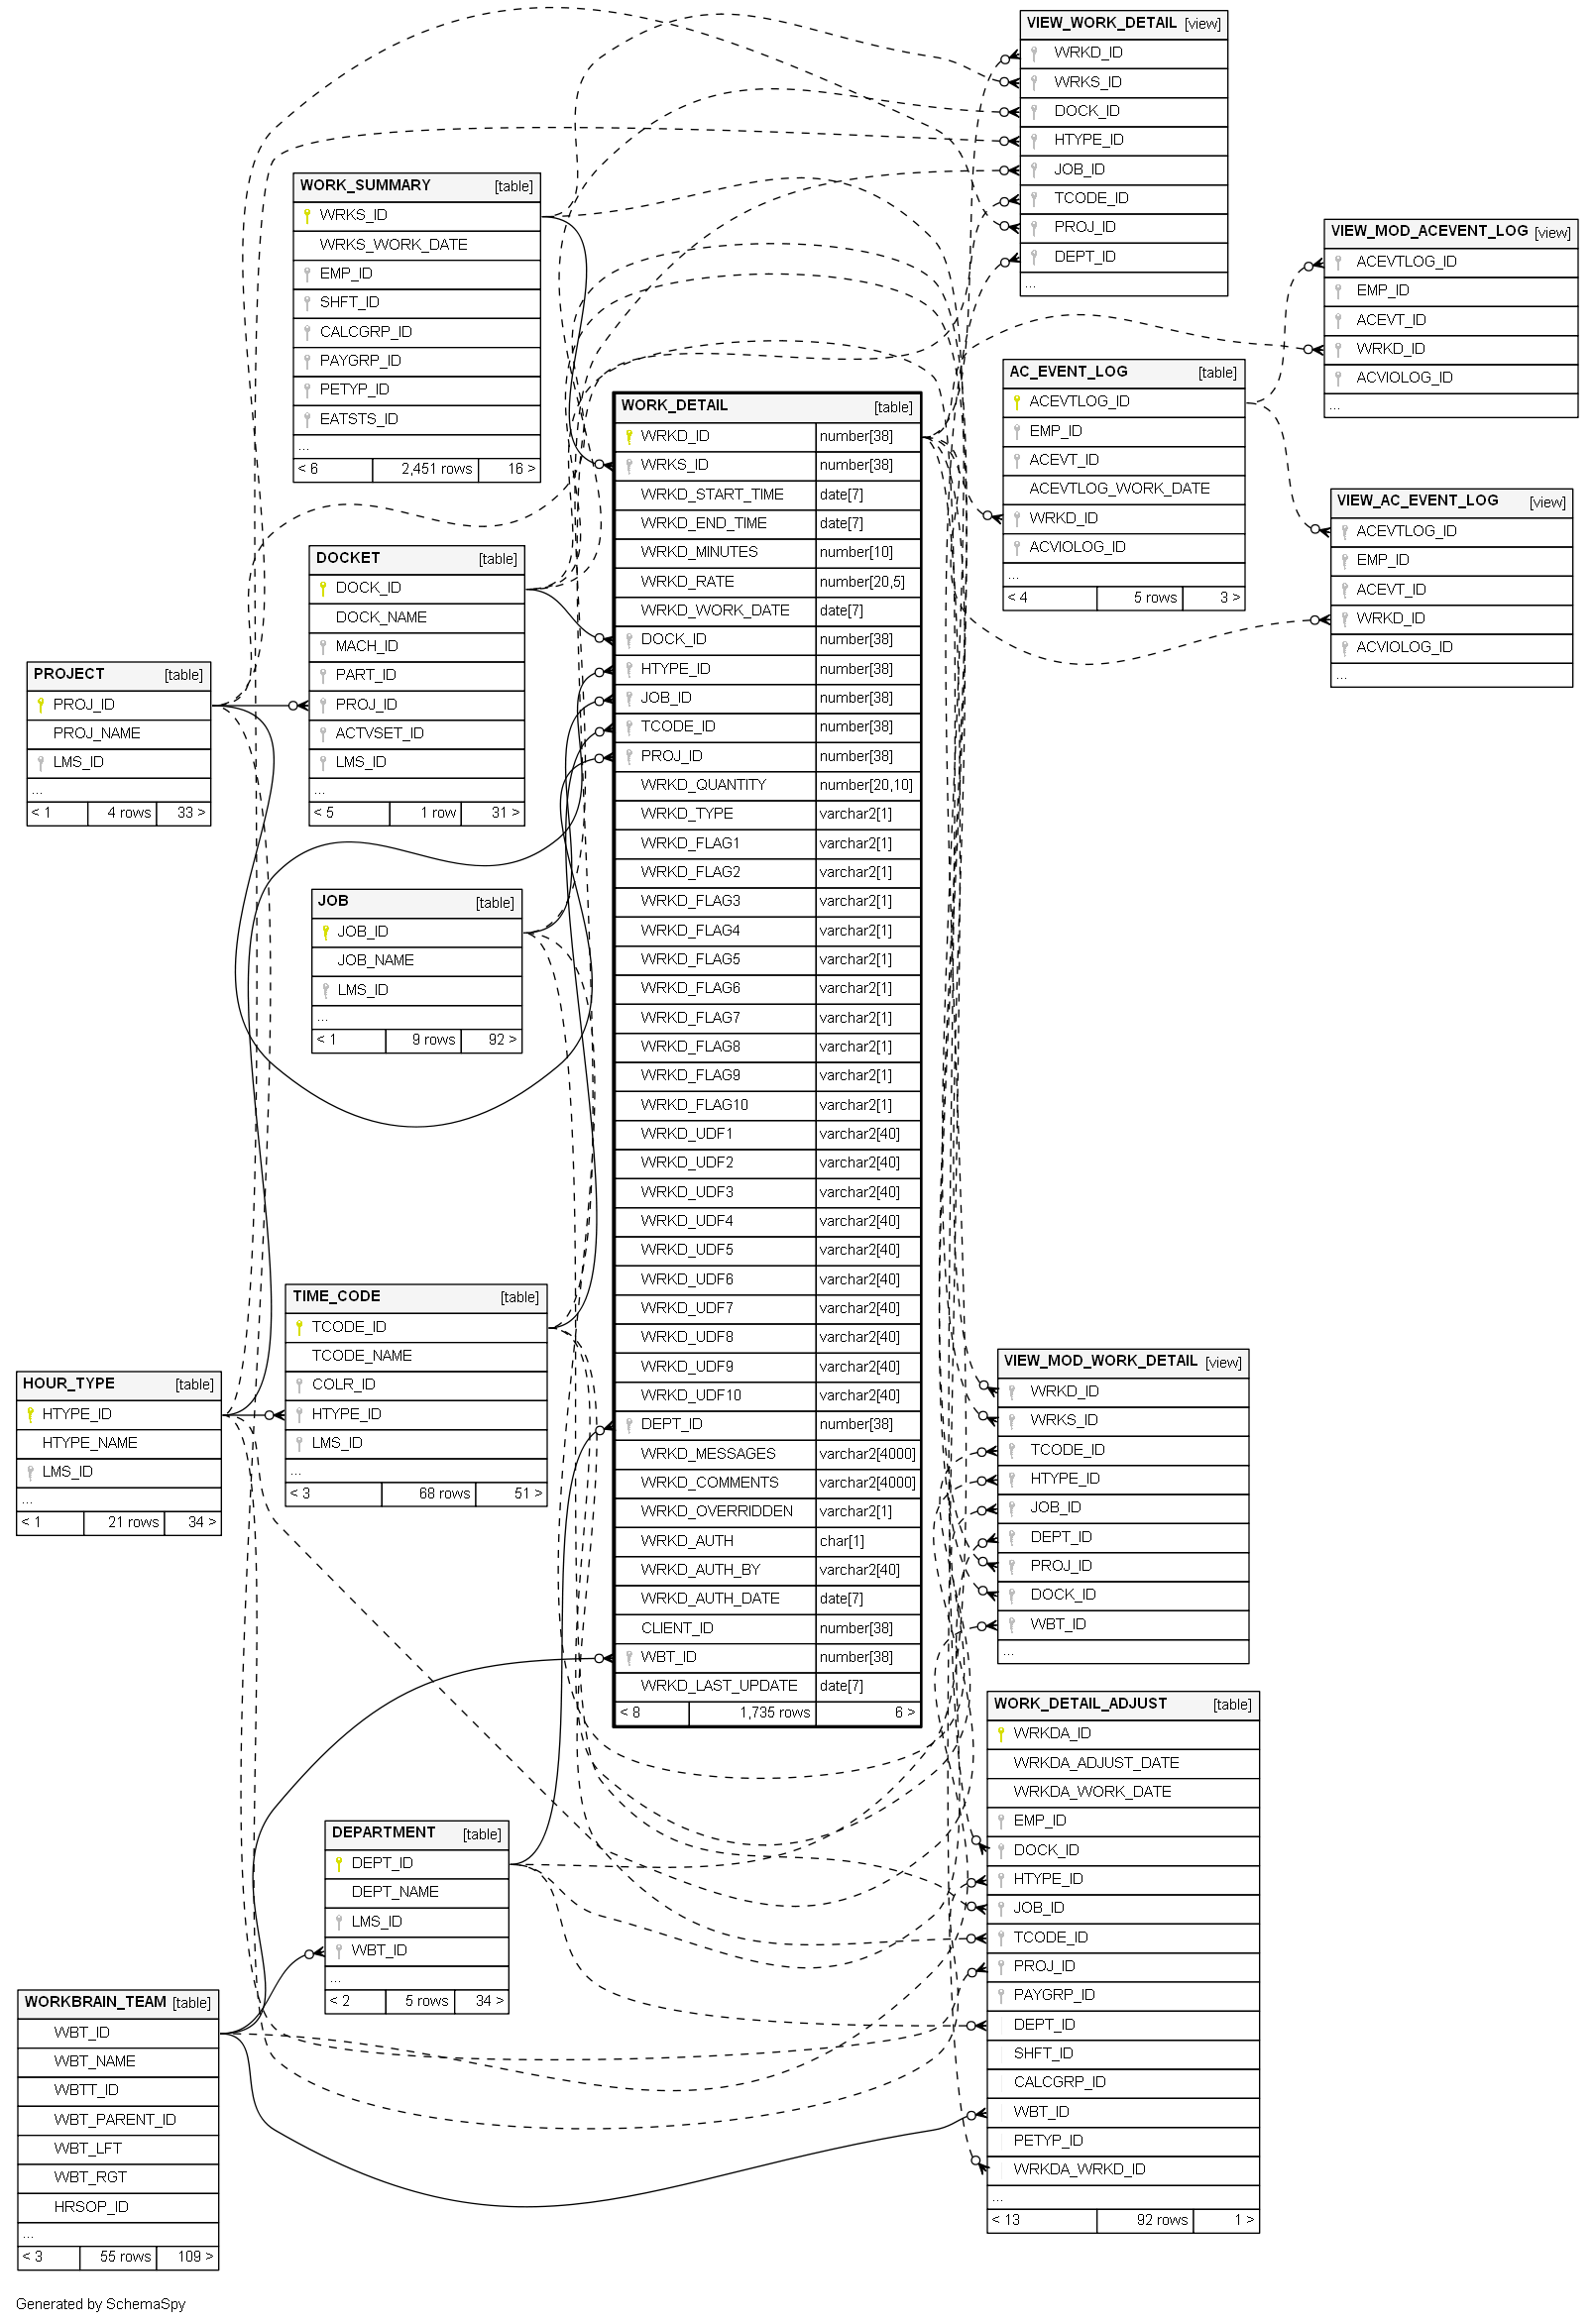 VIEW_WORK_DETAIL [view]
WRKD_ID
WRKS_ID
DOCK_ID
HTYPE_ID
JOB_ID
TCODE_ID
PROJ_ID
DEPT_ID
...
WORK_SUMMARY [table]
WRKS_ID
WRKS_WORK_DATE
EMP_ID
SHFT_ID
CALCGRP_ID
PAYGRP_ID
PETYP_ID
EATSTS_ID
...
< 6 2,451 rows 16 >
VIEW_MOD_ACEVENT_LOG [view]
ACEVTLOG_ID
EMP_ID
ACEVT_ID
WRKD_ID
ACVIOLOG_ID
...
AC_EVENT_LOG [table]
ACEVTLOG_ID
EMP_ID
ACEVT_ID
ACEVTLOG_WORK_DATE
WRKD_ID
ACVIOLOG_ID
...
< 4 5 rows 3 >
VIEW_AC_EVENT_LOG [view]
ACEVTLOG_ID
EMP_ID
ACEVT_ID
WRKD_ID
ACVIOLOG_ID
...
WORK_DETAIL [table]
WRKD_ID number[38]
WRKS_ID number[38]
WRKD_START_TIME date[7]
WRKD_END_TIME date[7]
WRKD_MINUTES number[10]
WRKD_RATE number[20,5]
WRKD_WORK_DATE date[7]
DOCK_ID number[38]
HTYPE_ID number[38]
JOB_ID number[38]
TCODE_ID number[38]
PROJ_ID number[38]
WRKD_QUANTITY number[20,10]
WRKD_TYPE varchar2[1]
WRKD_FLAG1 varchar2[1]
WRKD_FLAG2 varchar2[1]
WRKD_FLAG3 varchar2[1]
WRKD_FLAG4 varchar2[1]
WRKD_FLAG5 varchar2[1]
WRKD_FLAG6 varchar2[1]
WRKD_FLAG7 varchar2[1]
WRKD_FLAG8 varchar2[1]
WRKD_FLAG9 varchar2[1]
WRKD_FLAG10 varchar2[1]
WRKD_UDF1 varchar2[40]
WRKD_UDF2 varchar2[40]
WRKD_UDF3 varchar2[40]
WRKD_UDF4 varchar2[40]
WRKD_UDF5 varchar2[40]
WRKD_UDF6 varchar2[40]
WRKD_UDF7 varchar2[40]
WRKD_UDF8 varchar2[40]
WRKD_UDF9 varchar2[40]
WRKD_UDF10 varchar2[40]
DEPT_ID number[38]
WRKD_MESSAGES varchar2[4000]
WRKD_COMMENTS varchar2[4000]
WRKD_OVERRIDDEN varchar2[1]
WRKD_AUTH char[1]
WRKD_AUTH_BY varchar2[40]
WRKD_AUTH_DATE date[7]
CLIENT_ID number[38]
WBT_ID number[38]
WRKD_LAST_UPDATE date[7]
< 8 1,735 rows 6 >
DOCKET [table]
DOCK_ID
DOCK_NAME
MACH_ID
PART_ID
PROJ_ID
ACTVSET_ID
LMS_ID
...
< 5 1 row 31 >
PROJECT [table]
PROJ_ID
PROJ_NAME
LMS_ID
...
< 1 4 rows 33 >
JOB [table]
JOB_ID
JOB_NAME
LMS_ID
...
< 1 9 rows 92 >
TIME_CODE [table]
TCODE_ID
TCODE_NAME
COLR_ID
HTYPE_ID
LMS_ID
...
< 3 68 rows 51 >
HOUR_TYPE [table]
HTYPE_ID
HTYPE_NAME
LMS_ID
...
< 1 21 rows 34 >
VIEW_MOD_WORK_DETAIL [view]
WRKD_ID
WRKS_ID
TCODE_ID
HTYPE_ID
JOB_ID
DEPT_ID
PROJ_ID
DOCK_ID
WBT_ID
...
WORK_DETAIL_ADJUST [table]
WRKDA_ID
WRKDA_ADJUST_DATE
WRKDA_WORK_DATE
EMP_ID
DOCK_ID
HTYPE_ID
JOB_ID
TCODE_ID
PROJ_ID
PAYGRP_ID
DEPT_ID
SHFT_ID
CALCGRP_ID
WBT_ID
PETYP_ID
WRKDA_WRKD_ID
...
< 13 92 rows 1 >
DEPARTMENT [table]
DEPT_ID
DEPT_NAME
LMS_ID
WBT_ID
...
< 2 5 rows 34 >
WORKBRAIN_TEAM [table]
WBT_ID
WBT_NAME
WBTT_ID
WBT_PARENT_ID
WBT_LFT
WBT_RGT
HRSOP_ID
...
< 3 55 rows 109 >
Generated by SchemaSpy